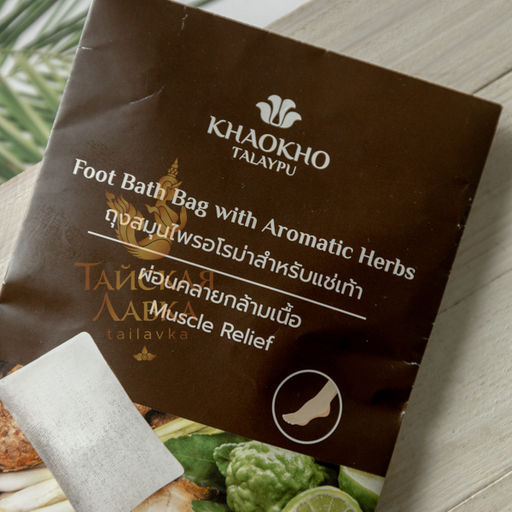 KHAOKHO
TALAYPU
Foot Bath Bag with Aromatic Herbs
ถุงสมุนไพรอโรม่าสำหรับแช่เท้า
ผ่อนคลายกล้ามเนื้อ
Muscle Relief
ТАЙСКАЯ
ЛАВКА
tailavka